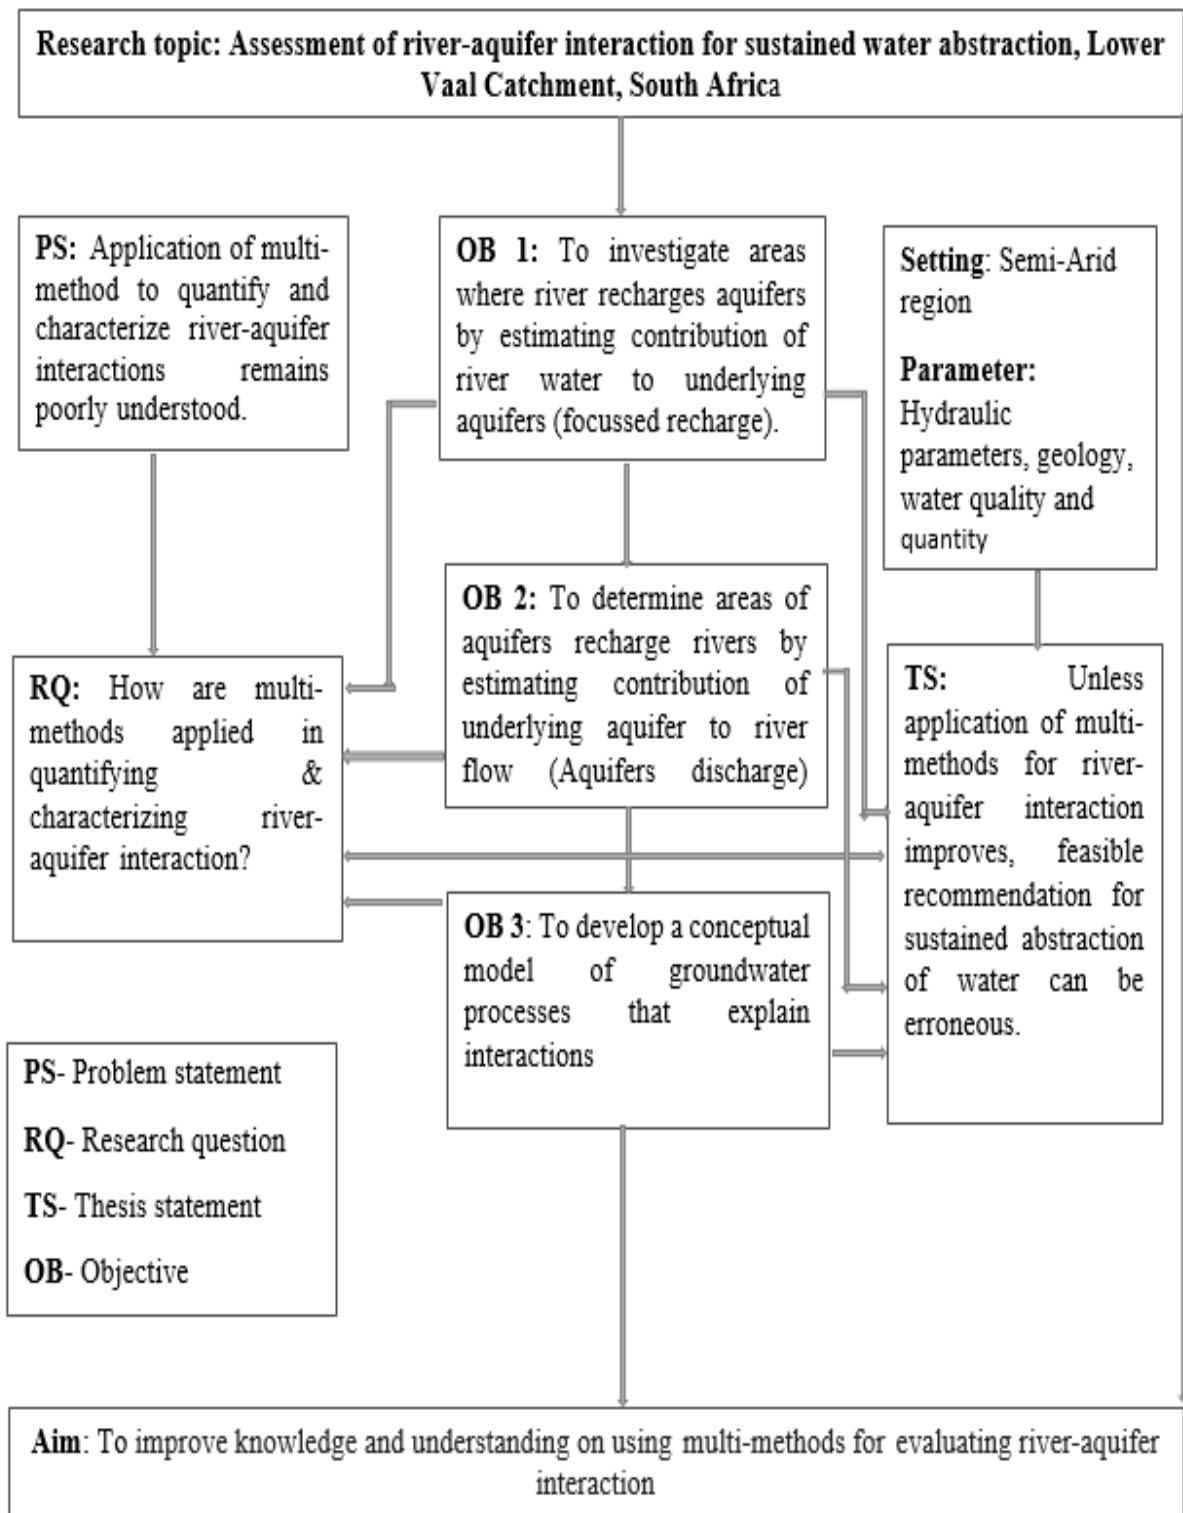 Research topic: Assessment of river-aquifer interaction for sustained water abstraction, Lower
Vaal Catchment, South Africa
PS: Application of multi-
method to quantify and
characterize river-aquifer
interactions remains
poorly understood.
OB 1: To investigate areas
where river recharges aquifers
by estimating contribution of
river water to underlying
aquifers (focussed recharge).
Setting: Semi-Arid
region
Parameter:
Hydraulic
parameters, geology,
water quality and
quantity
RQ: How are multi-
methods applied in
quantifying &
characterizing river-
aquifer interaction?
OB 2: To determine areas of
aquifers recharge rivers by
estimating contribution of
underlying aquifer to river
flow (Aquifers discharge)
TS: Unless
application of multi-
methods for river-
aquifer interaction
improves, feasible
recommendation for
sustained abstraction
of water can be
erroneous.
OB 3: To develop a conceptual
model of groundwater
processes that explain
interactions
PS- Problem statement
RQ- Research question
TS- Thesis statement
OB- Objective
Aim: To improve knowledge and understanding on using multi-methods for evaluating river-aquifer
interaction